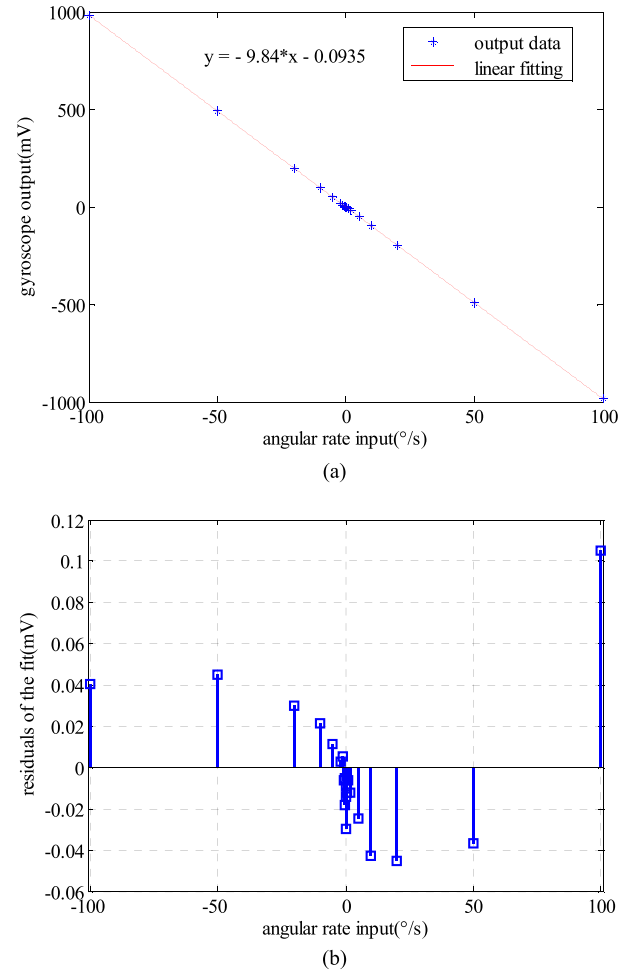 1000
y = - 9.84*x - 0.0935
output data
linear fitting
500
0
-500
-1000
gyroscope output(mV)
-100 -50 0 50 100
angular rate input(°/s)
(a)
0.12
0.1
0.08
0.06
0.04
0.02
0
-0.02
-0.04
-0.06
residuals of the fit(mV)
-100 -50 0 50 100
angular rate input(°/s)
(b)